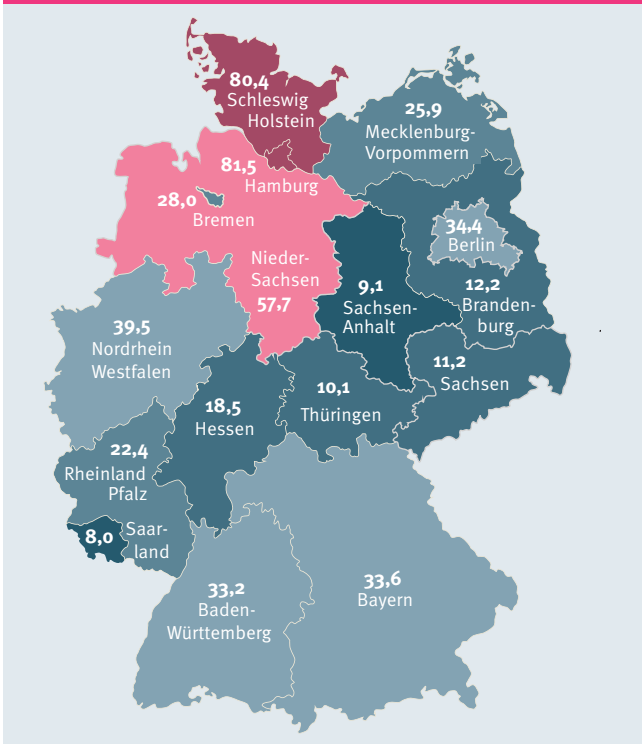 80,4
Schleswig
Holstein
25,9
Mecklenburg-
Vorpommern
81,5
Hamburg
28,0
Bremen
34,4
Berlin
Nieder-
Sachsen
57,7
9,1
Sachsen-
Anhalt
12,2
Branden-
burg
39,5
Nordrhein
Westfalen
11,2
Sachsen
10,1
Thüringen
18,5
Hessen
22,4
Rheinland
Pfalz
8,0
Saar-
land
33,2
Baden-
Württemberg
33,6
Bayern